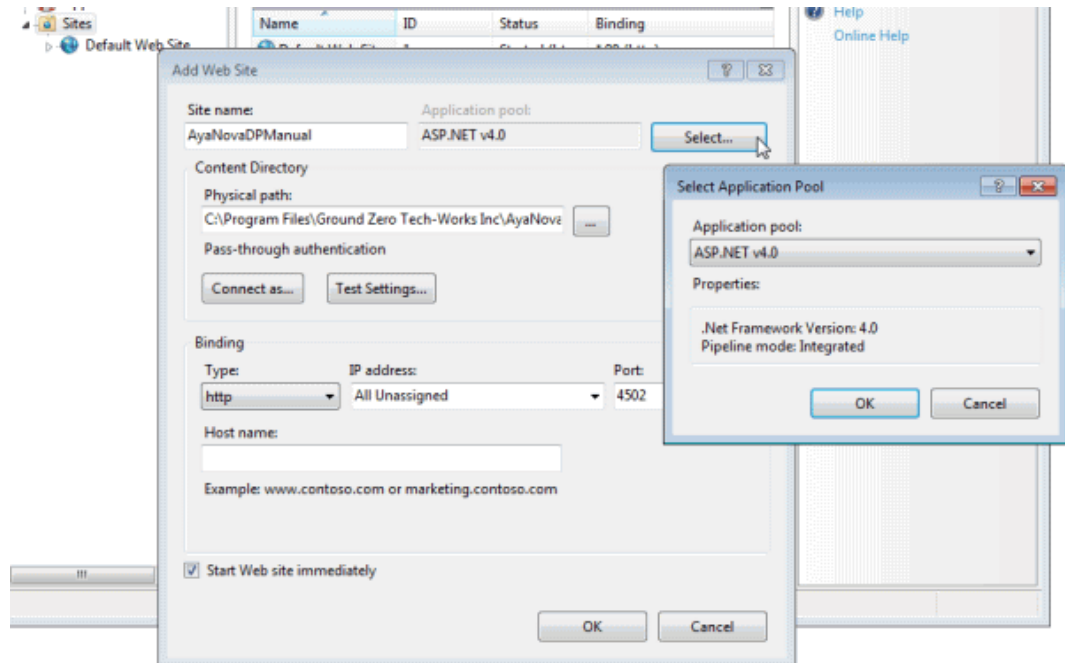 Sites
Default Web Site
Name ID Status Binding
Help
Online Help
Add Web Site
Site name:
Application pool:
AyaNovaDPManual
ASP.NET v4.0
Select...
Content Directory
Physical path:
C:\Program Files\Ground Zero Tech-Works Inc\AyaNova
...
Pass-through authentication
Connect as...
Test Settings...
Binding
Type:
IP address:
Port:
http
All Unassigned
4502
Host name:
Example: www.contoso.com or marketing.contoso.com
Start Web site immediately
OK
Cancel
Select Application Pool
Application pool:
ASP.NET v4.0
Properties:
.Net Framework Version: 4.0
Pipeline mode: Integrated
OK
Cancel